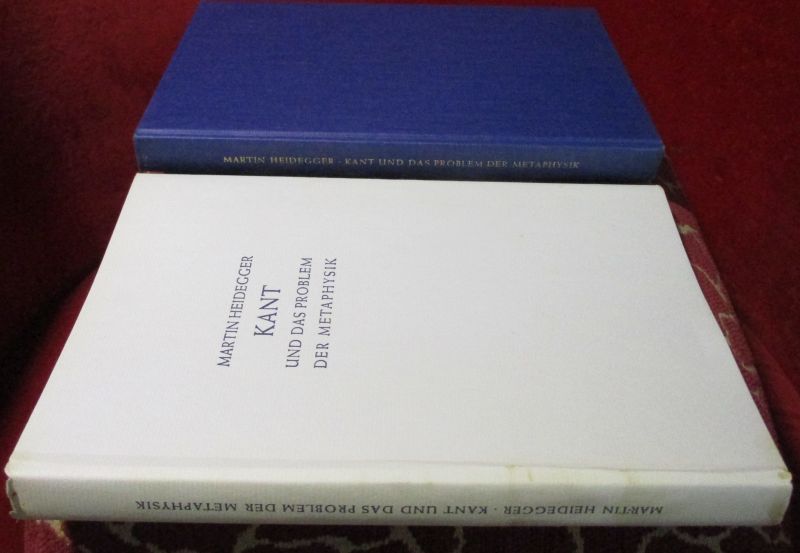 MARTIN HEIDEGGER · KANT UND DAS PROBLEM DER METAPHYSIK
MARTIN HEIDEGGER
KANT
UND DAS PROBLEM
DER METAPHYSIK
MARTIN HEIDEGGER · KANT UND DAS PROBLEM DER METAPHYSIK